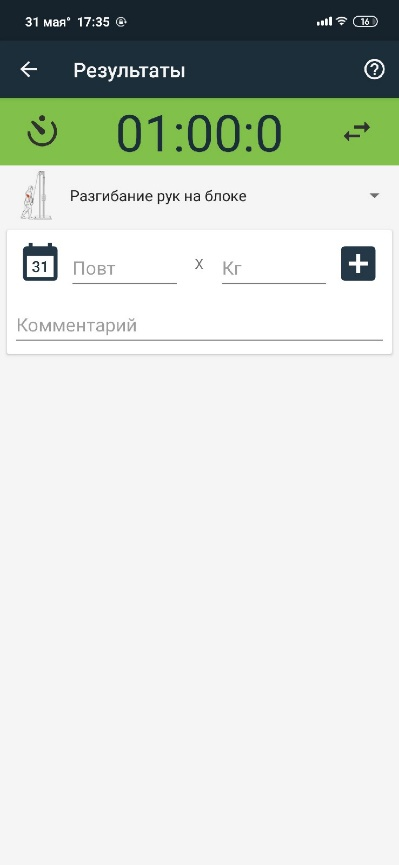 31 мая° 17:35
16
Результаты
01:00:0
Разгибание рук на блоке
31
Повт
X
Кг
Комментарий